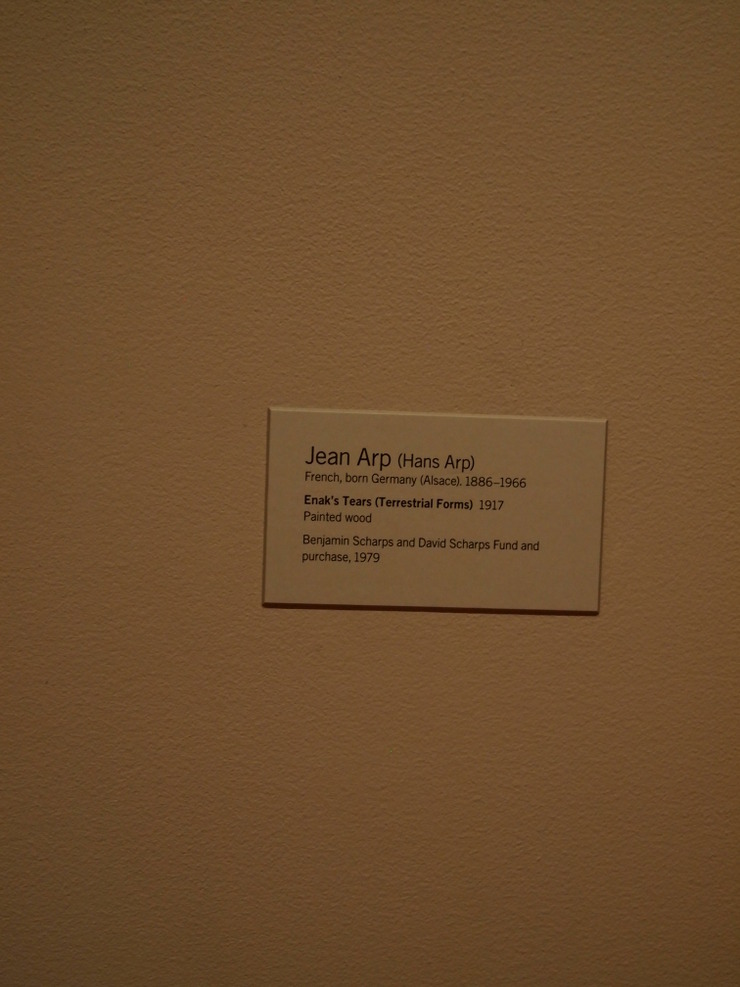 Jean Arp (Hans Arp)
French, born Germany (Alsace). 1886–1966
Enak's Tears (Terrestrial Forms) 1917
Painted wood
Benjamin Scharps and David Scharps Fund and
purchase, 1979